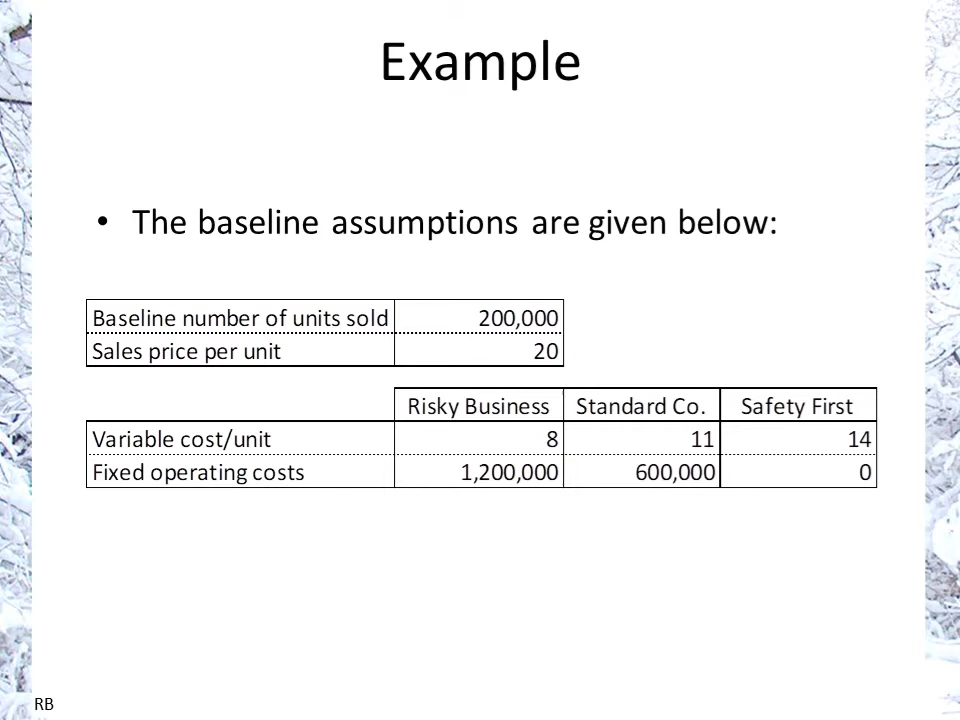 Example
• The baseline assumptions are given below:
Baseline number of units sold 200,000
Sales price per unit 20
Risky Business Standard Co. Safety First
Variable cost/unit 8 11 14
Fixed operating costs 1,200,000 600,000 0
RB